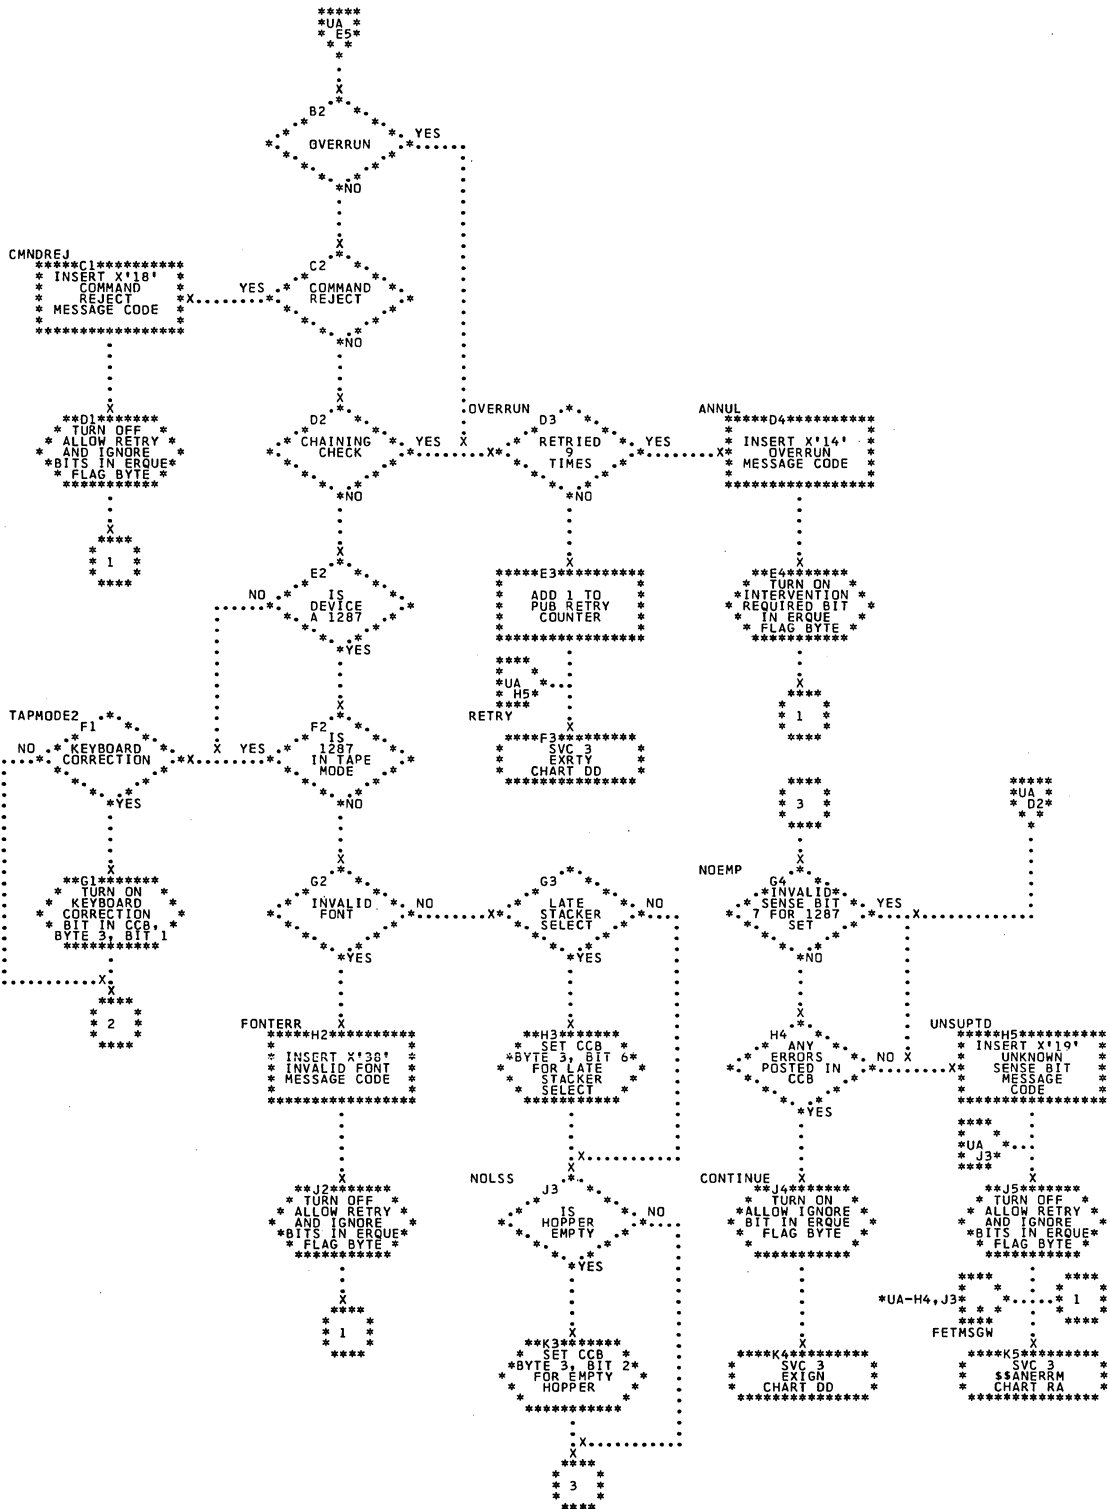 UA
E5
B2
OVERRUN
YES
NO
CMNDREJ
C1
INSERT X'18'
COMMAND
REJECT
MESSAGE CODE
YES
C2
COMMAND
REJECT
NO
D1
TURN OFF
ALLOW RETRY
AND IGNORE
BITS IN ERQUE
FLAG BYTE
1
D2
CHAINING
CHECK
YES
NO
OVERRUN
D3
RETRIED
9
TIMES
YES
NO
ANNUL
D4
INSERT X'14'
OVERRUN
MESSAGE CODE
E2
IS
DEVICE
A 1287
NO
YES
E3
ADD 1 TO
PUB RETRY
COUNTER
E4
TURN ON
INTERVENTION
REQUIRED BIT
IN ERQUE
FLAG BYTE
1
UA
H5
RETRY
F3
SVC 3
EXRTY
CHART DD
TAPMODE2
F1
KEYBOARD
CORRECTION
NO
YES
F2
IS
1287
IN TAPE
MODE
YES
NO
3
UA
D2
G1
TURN ON
KEYBOARD
CORRECTION
BIT IN CCB,
BYTE 3, BIT 1
2
G2
INVALID
FONT
NO
YES
G3
LATE
STACKER
SELECT
NO
YES
NOEMP
G4
INVALID
SENSE BIT
7 FOR 1287
SET
YES
NO
FONTERR
H2
INSERT X'38'
INVALID FONT
MESSAGE CODE
H3
SET CCB
BYTE 3, BIT 6
FOR LATE
STACKER
SELECT
H4
ANY
ERRORS
POSTED IN
CCB
NO
YES
UNSUPTD
H5
INSERT X'19'
UNKNOWN
SENSE BIT
MESSAGE
CODE
UA
J3
J2
TURN OFF
ALLOW RETRY
AND IGNORE
BITS IN ERQUE
FLAG BYTE
1
NOLSS
J3
IS
HOPPER
EMPTY
NO
YES
CONTINUE
J4
TURN ON
ALLOW IGNORE
BIT IN ERQUE
FLAG BYTE
J5
TURN OFF
ALLOW RETRY
AND IGNORE
BITS IN ERQUE
FLAG BYTE
*UA-H4,J3
1
FETMSGW
K3
SET CCB
BYTE 3, BIT 2
FOR EMPTY
HOPPER
K4
SVC 3
EXIGN
CHART DD
K5
SVC 3
$$ANERRM
CHART RA
3